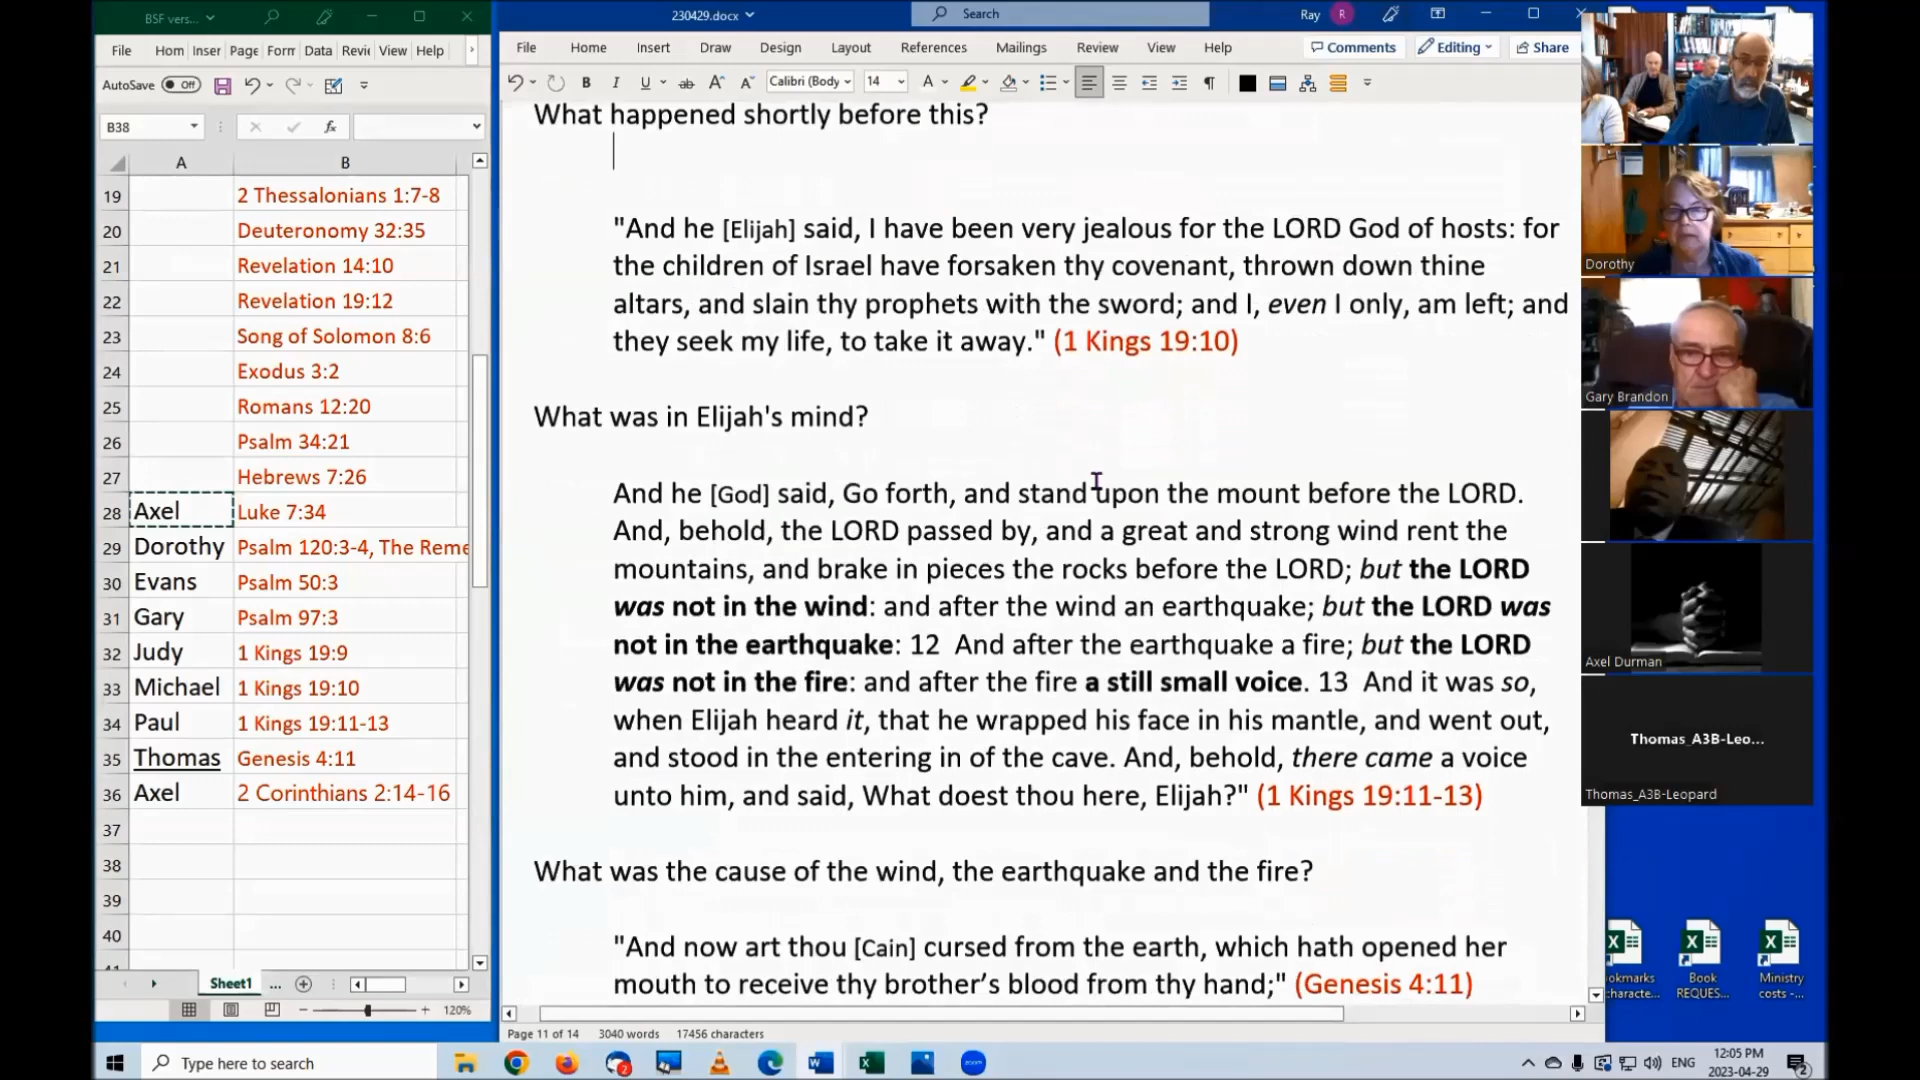 BSF vers...
File Hom Inser Page Forn Data Revie View Help
AutoSave Off
B38
fx
A B
19 2 Thessalonians 1:7-8
20 Deuteronomy 32:35
21 Revelation 14:10
22 Revelation 19:12
23 Song of Solomon 8:6
24 Exodus 3:2
25 Romans 12:20
26 Psalm 34:21
27 Hebrews 7:26
28 Axel Luke 7:34
29 Dorothy Psalm 120:3-4, The Reme
30 Evans Psalm 50:3
31 Gary Psalm 97:3
32 Judy 1 Kings 19:9
33 Michael 1 Kings 19:10
34 Paul 1 Kings 19:11-13
35 Thomas Genesis 4:11
36 Axel 2 Corinthians 2:14-16
37
38
39
40
Sheet1 ...
120%
230429.docx
Search
Ray R
File Home Insert Draw Design Layout References Mailings Review View Help Comments Editing Share
B I U ab A A Calibri (Body 14 A
What happened shortly before this?
"And he [Elijah] said, I have been very jealous for the LORD God of hosts: for
the children of Israel have forsaken thy covenant, thrown down thine
altars, and slain thy prophets with the sword; and I, even I only, am left; and
they seek my life, to take it away." (1 Kings 19:10)
What was in Elijah's mind?
And he [God] said, Go forth, and stand upon the mount before the LORD.
And, behold, the LORD passed by, and a great and strong wind rent the
mountains, and brake in pieces the rocks before the LORD; but the LORD
was not in the wind: and after the wind an earthquake; but the LORD was
not in the earthquake: 12 And after the earthquake a fire; but the LORD
was not in the fire: and after the fire a still small voice. 13 And it was so,
when Elijah heard it, that he wrapped his face in his mantle, and went out,
and stood in the entering in of the cave. And, behold, there came a voice
unto him, and said, What doest thou here, Elijah?" (1 Kings 19:11-13)
What was the cause of the wind, the earthquake and the fire?
"And now art thou [Cain] cursed from the earth, which hath opened her
mouth to receive thy brother's blood from thy hand;" (Genesis 4:11)
Page 11 of 14 3040 words 17456 characters
Dorothy
Gary Brandon
Axel Durman
Thomas_A3B-Leo...
Thomas_A3B-Leopard
ookmarks
characte...
Book
REQUES...
Ministry
costs -...
Type here to search
2
zoom
ENG
12:05 PM
2023-04-29
2